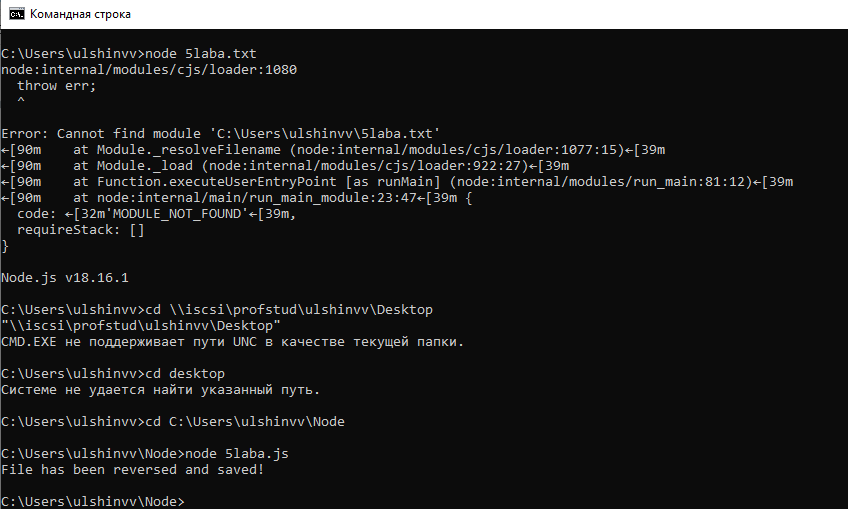 Командная строка
C:\Users\ulshinvv>node 5laba.txt
node:internal/modules/cjs/loader:1080
  throw err;
  ^
Error: Cannot find module 'C:\Users\ulshinvv\5laba.txt'
←[90m    at Module._resolveFilename (node:internal/modules/cjs/loader:1077:15)←[39m
←[90m    at Module._load (node:internal/modules/cjs/loader:922:27)←[39m
←[90m    at Function.executeUserEntryPoint [as runMain] (node:internal/modules/run_main:81:12)←[39m
←[90m    at node:internal/main/run_main_module:23:47←[39m {
  code: ←[32m'MODULE_NOT_FOUND'←[39m,
  requireStack: []
}
Node.js v18.16.1
C:\Users\ulshinvv>cd \\iscsi\profstud\ulshinvv\Desktop
"\\iscsi\profstud\ulshinvv\Desktop"
CMD.EXE не поддерживает пути UNC в качестве текущей папки.
C:\Users\ulshinvv>cd desktop
Системе не удается найти указанный путь.
C:\Users\ulshinvv>cd C:\Users\ulshinvv\Node
C:\Users\ulshinvv\Node>node 5laba.js
File has been reversed and saved!
C:\Users\ulshinvv\Node>